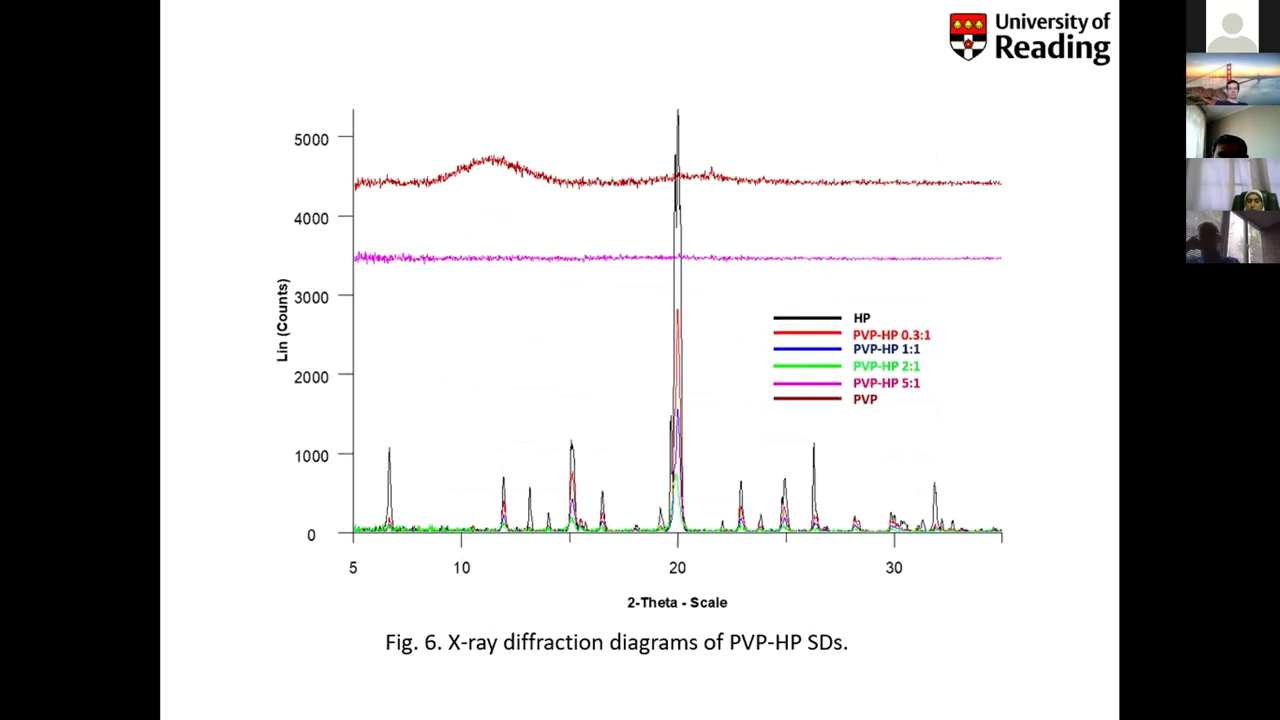 University of
Reading
5000
4000
3000
2000
1000
0
Lin (Counts)
HP
PVP-HP 0.3:1
PVP-HP 1:1
PVP-HP 2:1
PVP-HP 5:1
PVP
5 10 20 30
2-Theta - Scale
Fig. 6. X-ray diffraction diagrams of PVP-HP SDs.